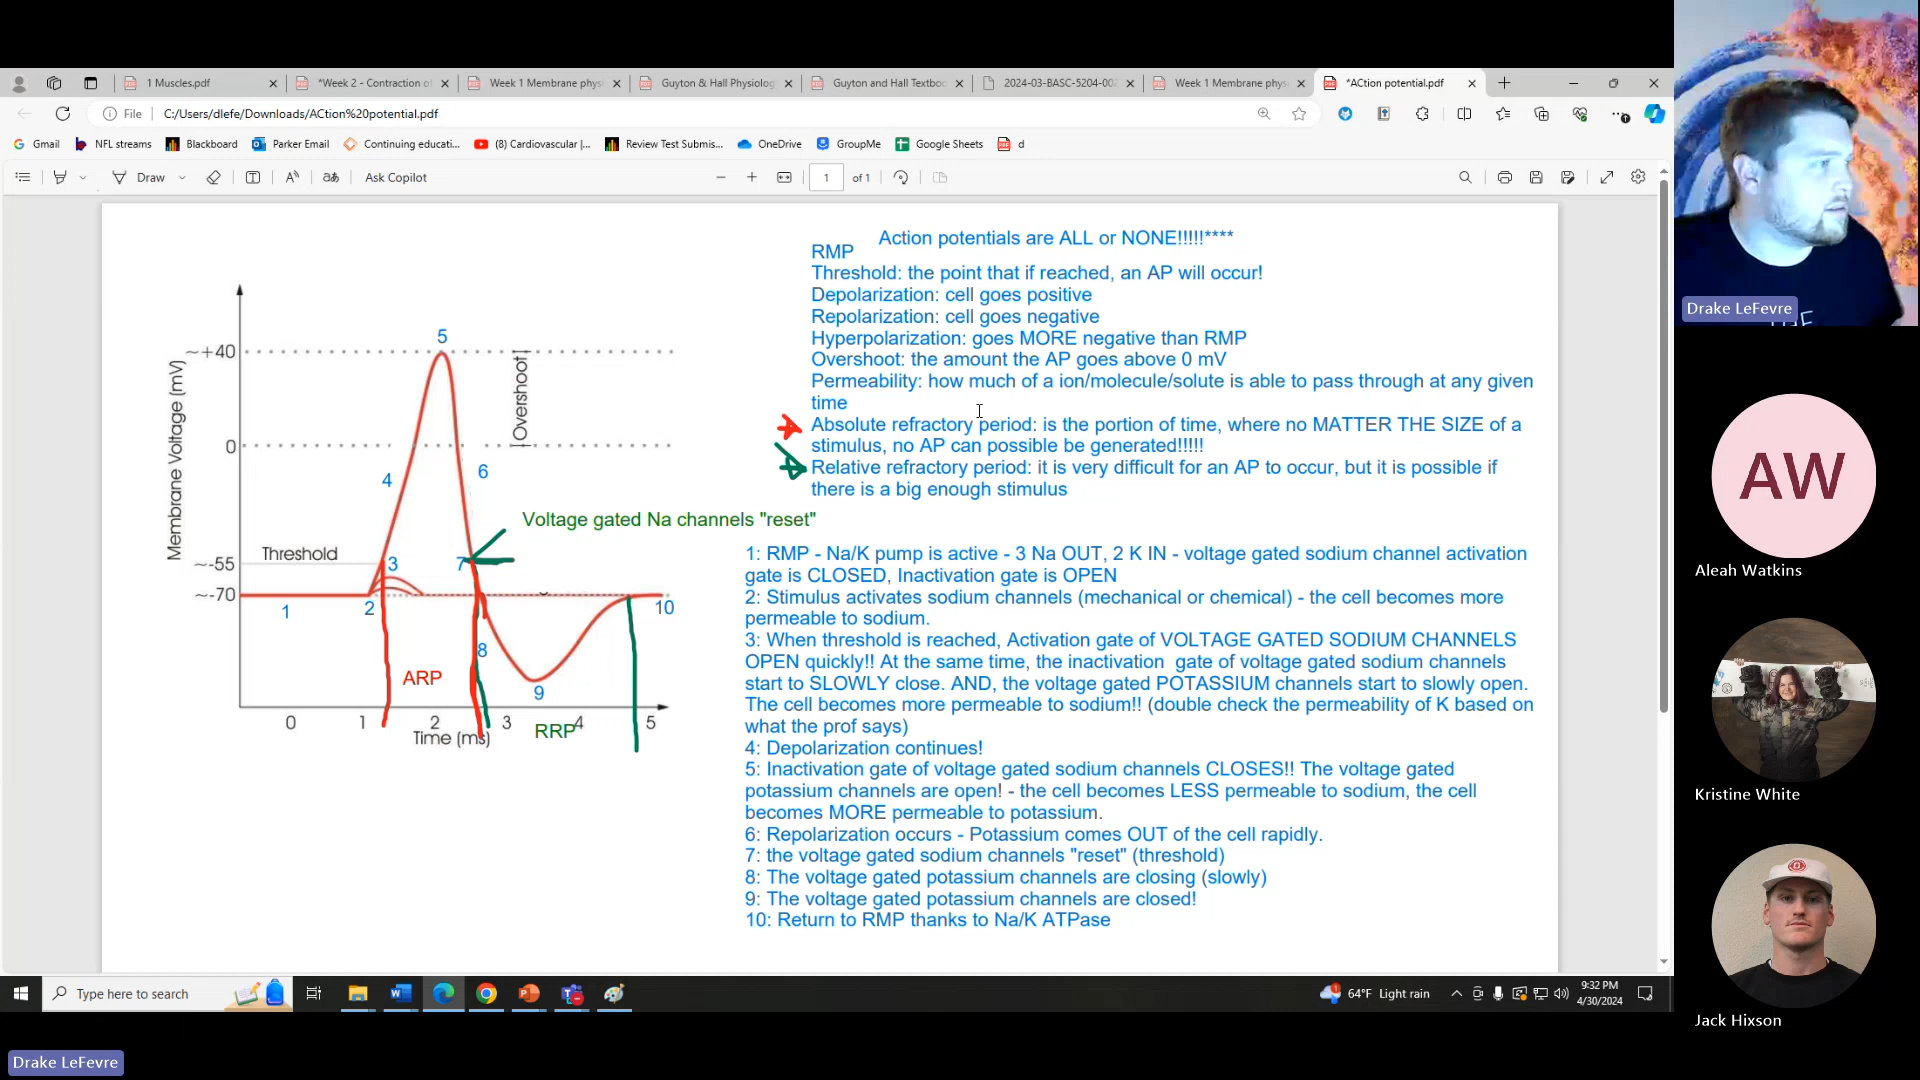 1 Muscles.pdf
*Week 2 - Contraction of
Week 1 Membrane phys
Guyton & Hall Physiolog
Guyton and Hall Textboo
2024-03-BASC-5204-002
Week 1 Membrane phys
*ACtion potential.pdf
File
C:/Users/dlefe/Downloads/ACtion%20potential.pdf
Gmail
NFL streams
Blackboard
Parker Email
Continuing educati...
(8) Cardiovascular |...
Review Test Submis...
OneDrive
GroupMe
Google Sheets
d
Draw
Ask Copilot
1 of 1
Action potentials are ALL or NONE!!!!!****
RMP
Threshold: the point that if reached, an AP will occur!
Depolarization: cell goes positive
Repolarization: cell goes negative
Hyperpolarization: goes MORE negative than RMP
Overshoot: the amount the AP goes above 0 mV
Permeability: how much of a ion/molecule/solute is able to pass through at any given
time
Absolute refractory period: is the portion of time, where no MATTER THE SIZE of a
stimulus, no AP can possible be generated!!!!!
Relative refractory period: it is very difficult for an AP to occur, but it is possible if
there is a big enough stimulus
Membrane Voltage (mV)
~+40
0
~-55
~-70
Threshold
Overshoot
1
2
3
4
5
6
7
8
9
10
Voltage gated Na channels "reset"
ARP
RRP
0 1 2 3 4 5
Time (ms)
1: RMP - Na/K pump is active - 3 Na OUT, 2 K IN - voltage gated sodium channel activation
gate is CLOSED, Inactivation gate is OPEN
2: Stimulus activates sodium channels (mechanical or chemical) - the cell becomes more
permeable to sodium.
3: When threshold is reached, Activation gate of VOLTAGE GATED SODIUM CHANNELS
OPEN quickly!! At the same time, the inactivation gate of voltage gated sodium channels
start to SLOWLY close. AND, the voltage gated POTASSIUM channels start to slowly open.
The cell becomes more permeable to sodium!! (double check the permeability of K based on
what the prof says)
4: Depolarization continues!
5: Inactivation gate of voltage gated sodium channels CLOSES!! The voltage gated
potassium channels are open! - the cell becomes LESS permeable to sodium, the cell
becomes MORE permeable to potassium.
6: Repolarization occurs - Potassium comes OUT of the cell rapidly.
7: the voltage gated sodium channels "reset" (threshold)
8: The voltage gated potassium channels are closing (slowly)
9: The voltage gated potassium channels are closed!
10: Return to RMP thanks to Na/K ATPase
Type here to search
64°F Light rain
9:32 PM
4/30/2024
Drake LeFevre
THE
AW
Aleah Watkins
Kristine White
Jack Hixson
Drake LeFevre